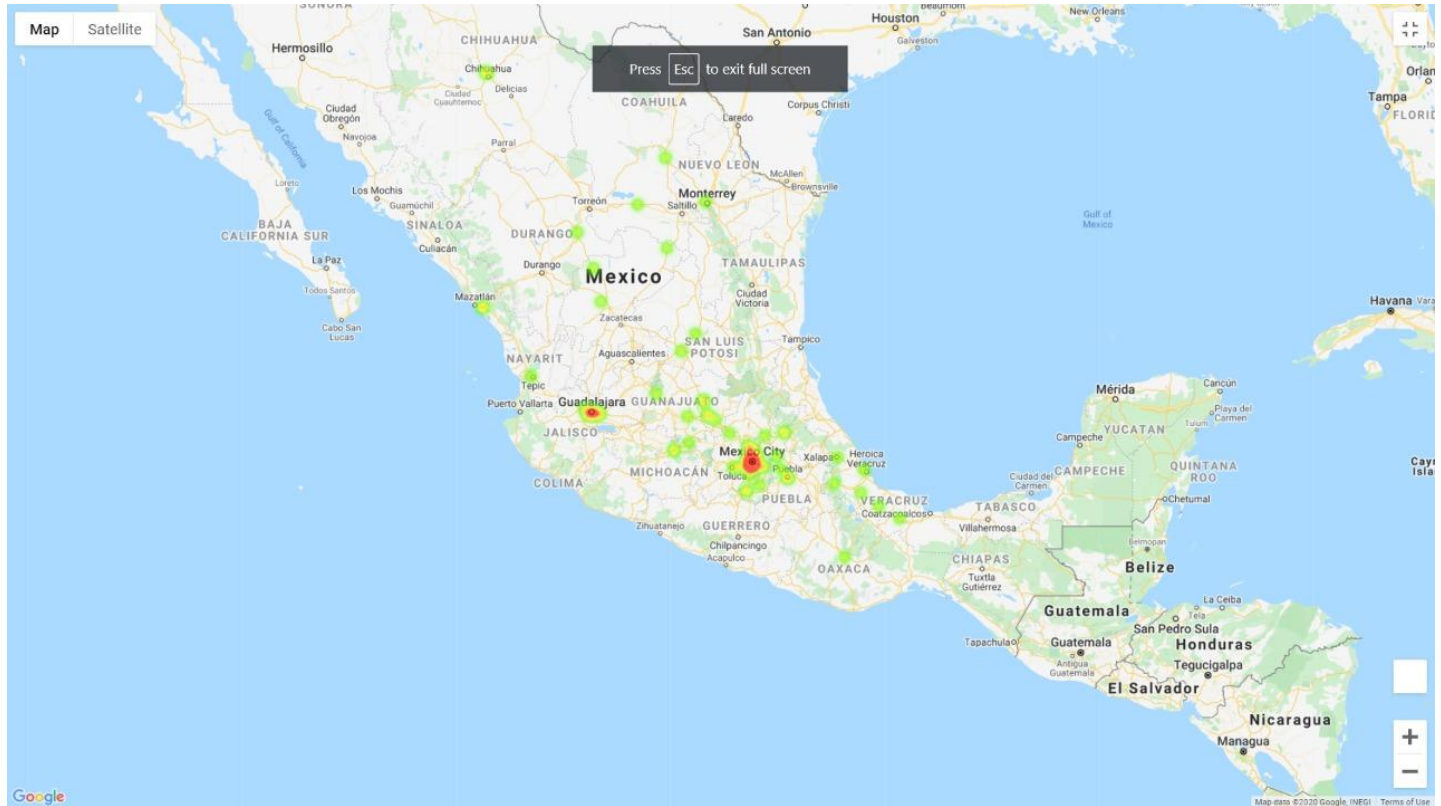 Map
Satellite
Press Esc to exit full screen
SONORA
Hermosillo
CHIHUAHUA
Chihuahua
Ciudad
Cuauhtemoc
Delicias
San Antonio
Houston
Beaumont
Galveston
New Orleans
Orlan
Tampa
FLORID
Ciudad
Obregón
Navojoa
Gulf of California
Parral
COAHUILA
Laredo
Corpus Christi
NUEVO LEON
McAllen
Brownsville
Loreto
Los Mochis
Guamúchil
Torreón
Monterrey
Saltillo
BAJA
CALIFORNIA SUR
SINALOA
Culiacán
DURANGO
Gulf of
Mexico
La Paz
Todos Santos
Durango
Mexico
TAMAULIPAS
Ciudad
Victoria
Mazatlán
Cabo San
Lucas
Zacatecas
Havana
Vara
SAN LUIS
POTOSI
Tampico
NAYARIT
Aguascalientes
Tepic
Puerto Vallarta
Guadalajara
GUANAJUATO
JALISCO
Mérida
Cancún
Playa del
Carmen
Tulum
YUCATAN
Campeche
Mexico City
Xalapa
Heroica
Veracruz
MICHOACÁN
Toluca
Puebla
COLIMA
Ciudad del
Carmen
CAMPECHE
QUINTANA
ROO
Cay
Isla
PUEBLA
VERACRUZ
Coatzacoalcos
TABASCO
Chetumal
Zihuatanejo
GUERRERO
Villahermosa
Chilpancingo
Acapulco
Belmopan
OAXACA
CHIAPAS
Tuxtla
Gutiérrez
Belize
Guatemala
La Ceiba
Tela
San Pedro Sula
Tapachula
Guatemala
Honduras
Antigua
Guatemala
Tegucigalpa
El Salvador
Nicaragua
Managua
Google
Map data ©2020 Google, INEGI
Terms of Use